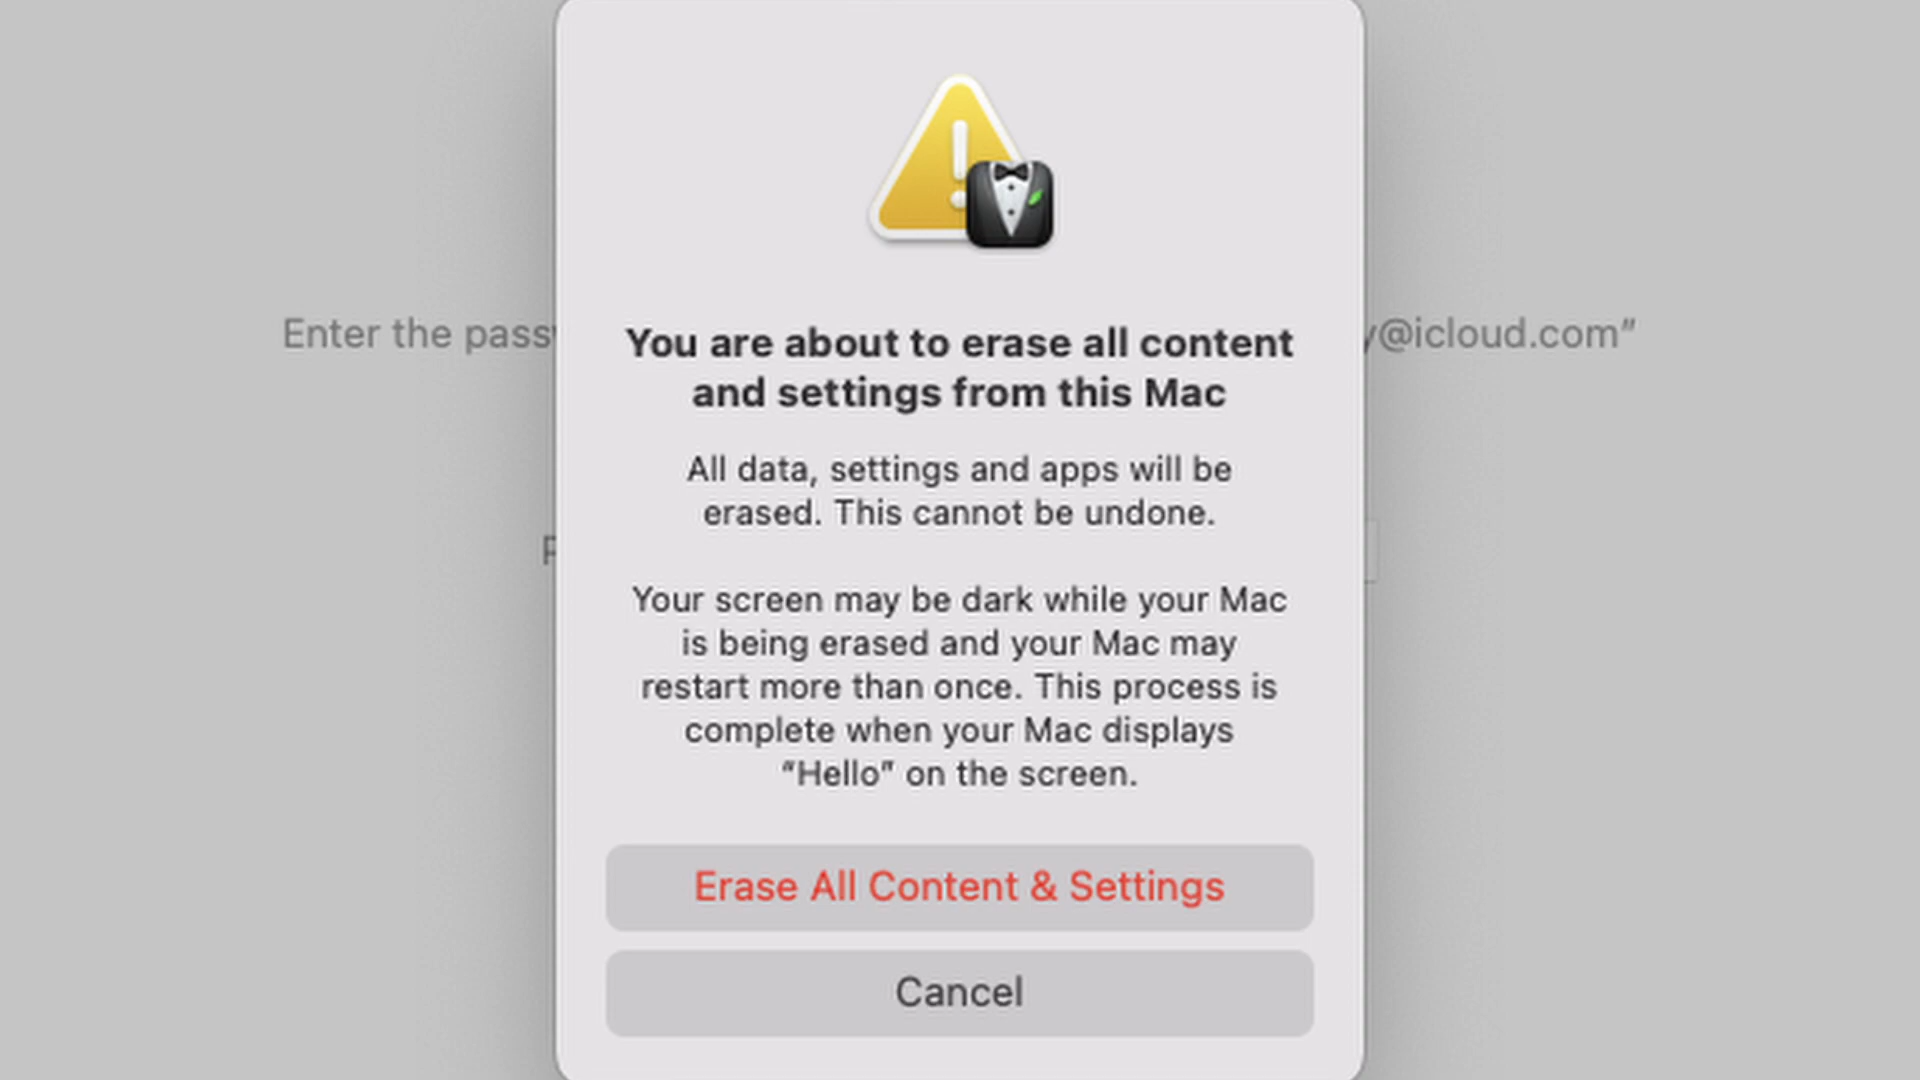 Enter the
y@icloud.com”
You are about to erase all content
and settings from this Mac
All data, settings and apps will be
erased. This cannot be undone.
Your screen may be dark while your Mac
is being erased and your Mac may
restart more than once. This process is
complete when your Mac displays
“Hello” on the screen.
Erase All Content & Settings
Cancel